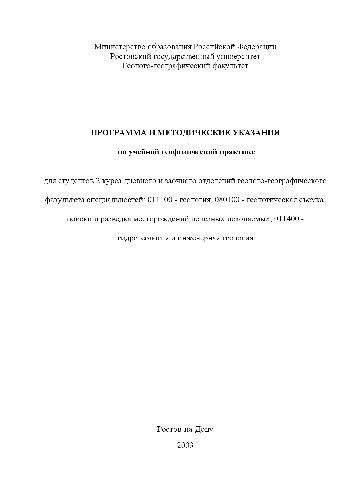 Министерство образования Российской Федерации
Ростовский государственный университет
Геолого-географический факультет
ПРОГРАММА И МЕТОДИЧЕСКИЕ УКАЗАНИЯ
по учебной геофизической практике
для студентов 2 курса дневного и заочного отделений геолого-географического
факультета специальностей: 011100 - геология, 080100 - геологическая съемка,
поиски и разведка месторождений полезных ископаемых, 011400 -
гидрогеология и инженерная геология
Ростов-на-Дону
2003